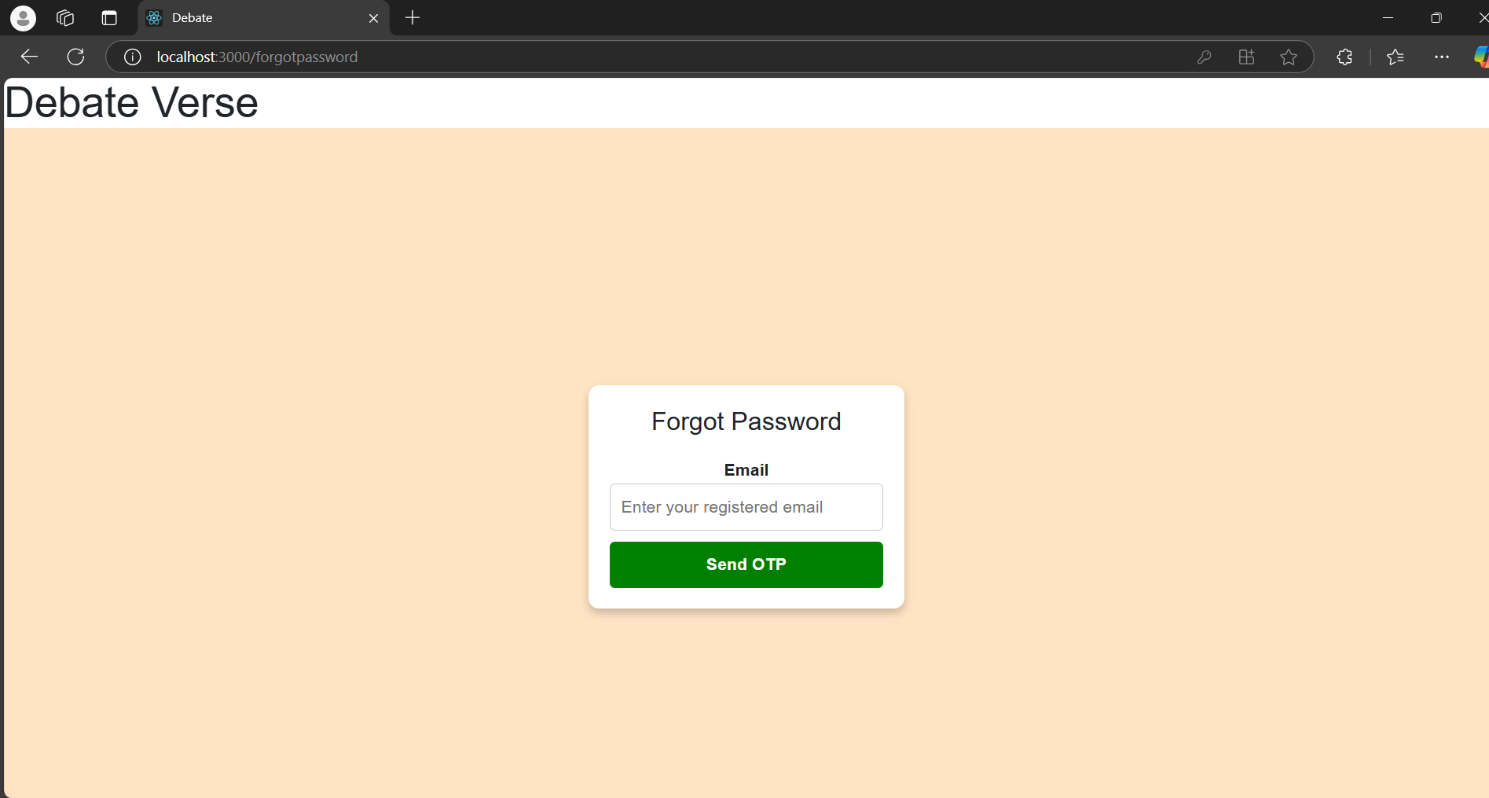 Debate
localhost:3000/forgotpassword
Debate Verse
Forgot Password
Email
Enter your registered email
Send OTP